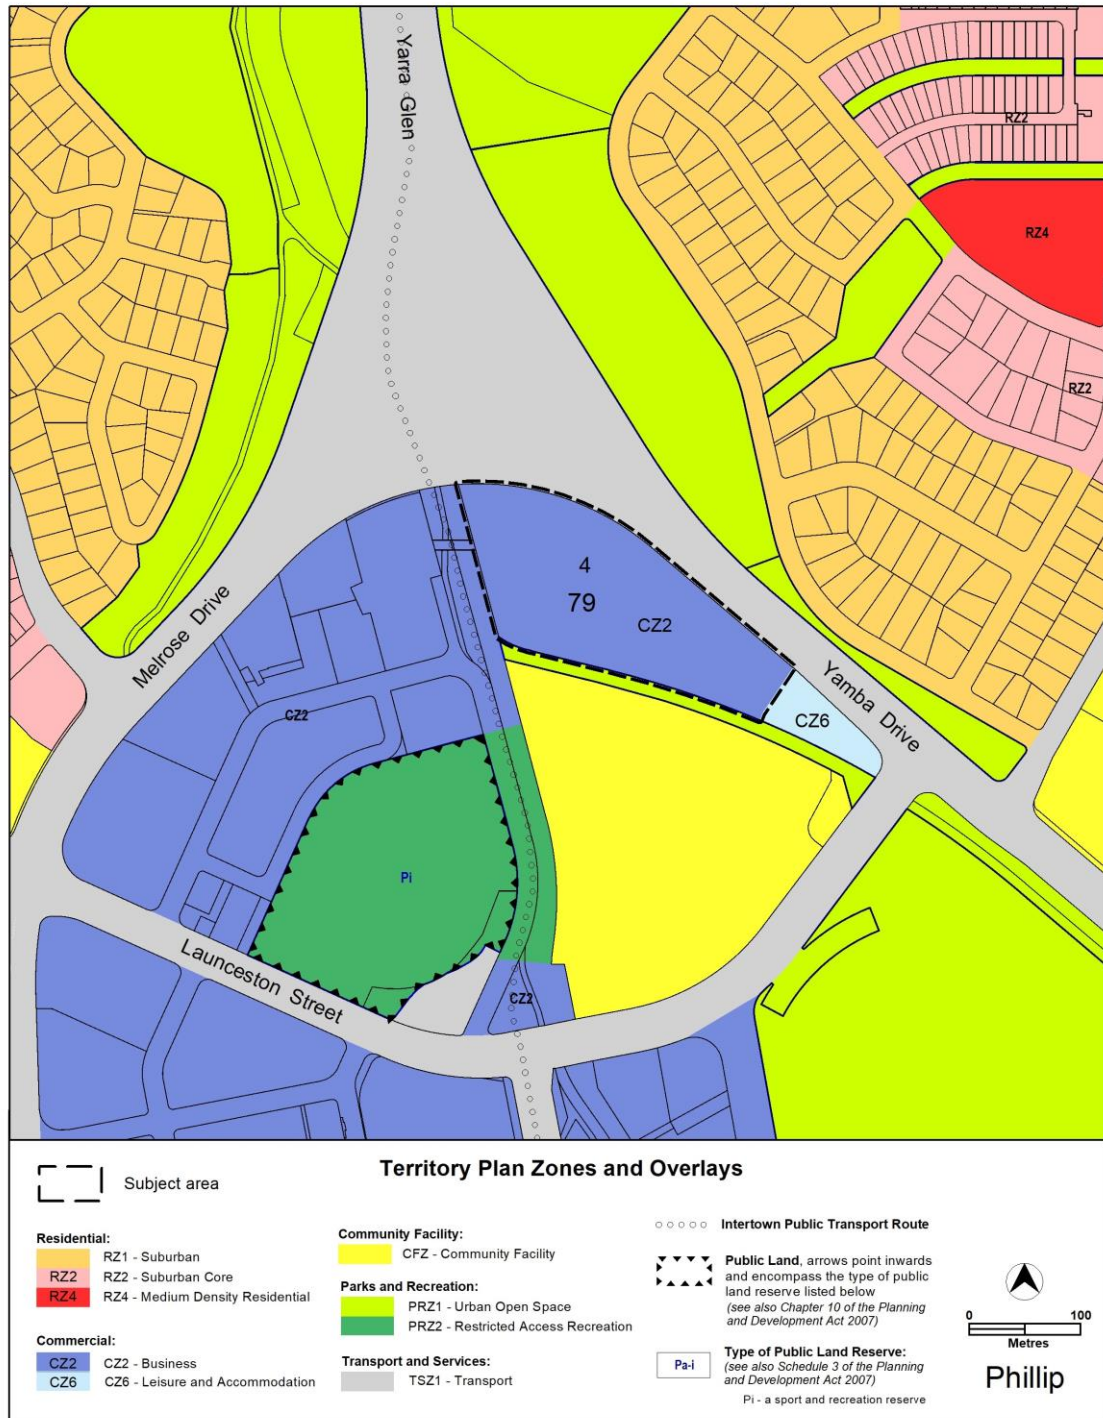 Yarra Glen
RZ2
RZ4
RZ2
Melrose Drive
4
79
CZ2
Yamba Drive
CZ6
CZ2
Pi
Launceston Street
CZ2
Territory Plan Zones and Overlays
Subject area
Residential:
RZ1 - Suburban
RZ2 RZ2 - Suburban Core
RZ4 RZ4 - Medium Density Residential
Commercial:
CZ2 CZ2 - Business
CZ6 CZ6 - Leisure and Accommodation
Community Facility:
CFZ - Community Facility
Parks and Recreation:
PRZ1 - Urban Open Space
PRZ2 - Restricted Access Recreation
Transport and Services:
TSZ1 - Transport
Intertown Public Transport Route
Public Land, arrows point inwards
and encompass the type of public
land reserve listed below
(see also Chapter 10 of the Planning
and Development Act 2007)
Type of Public Land Reserve:
Pa-i (see also Schedule 3 of the Planning
and Development Act 2007)
Pi - a sport and recreation reserve
0 100
Metres
Phillip